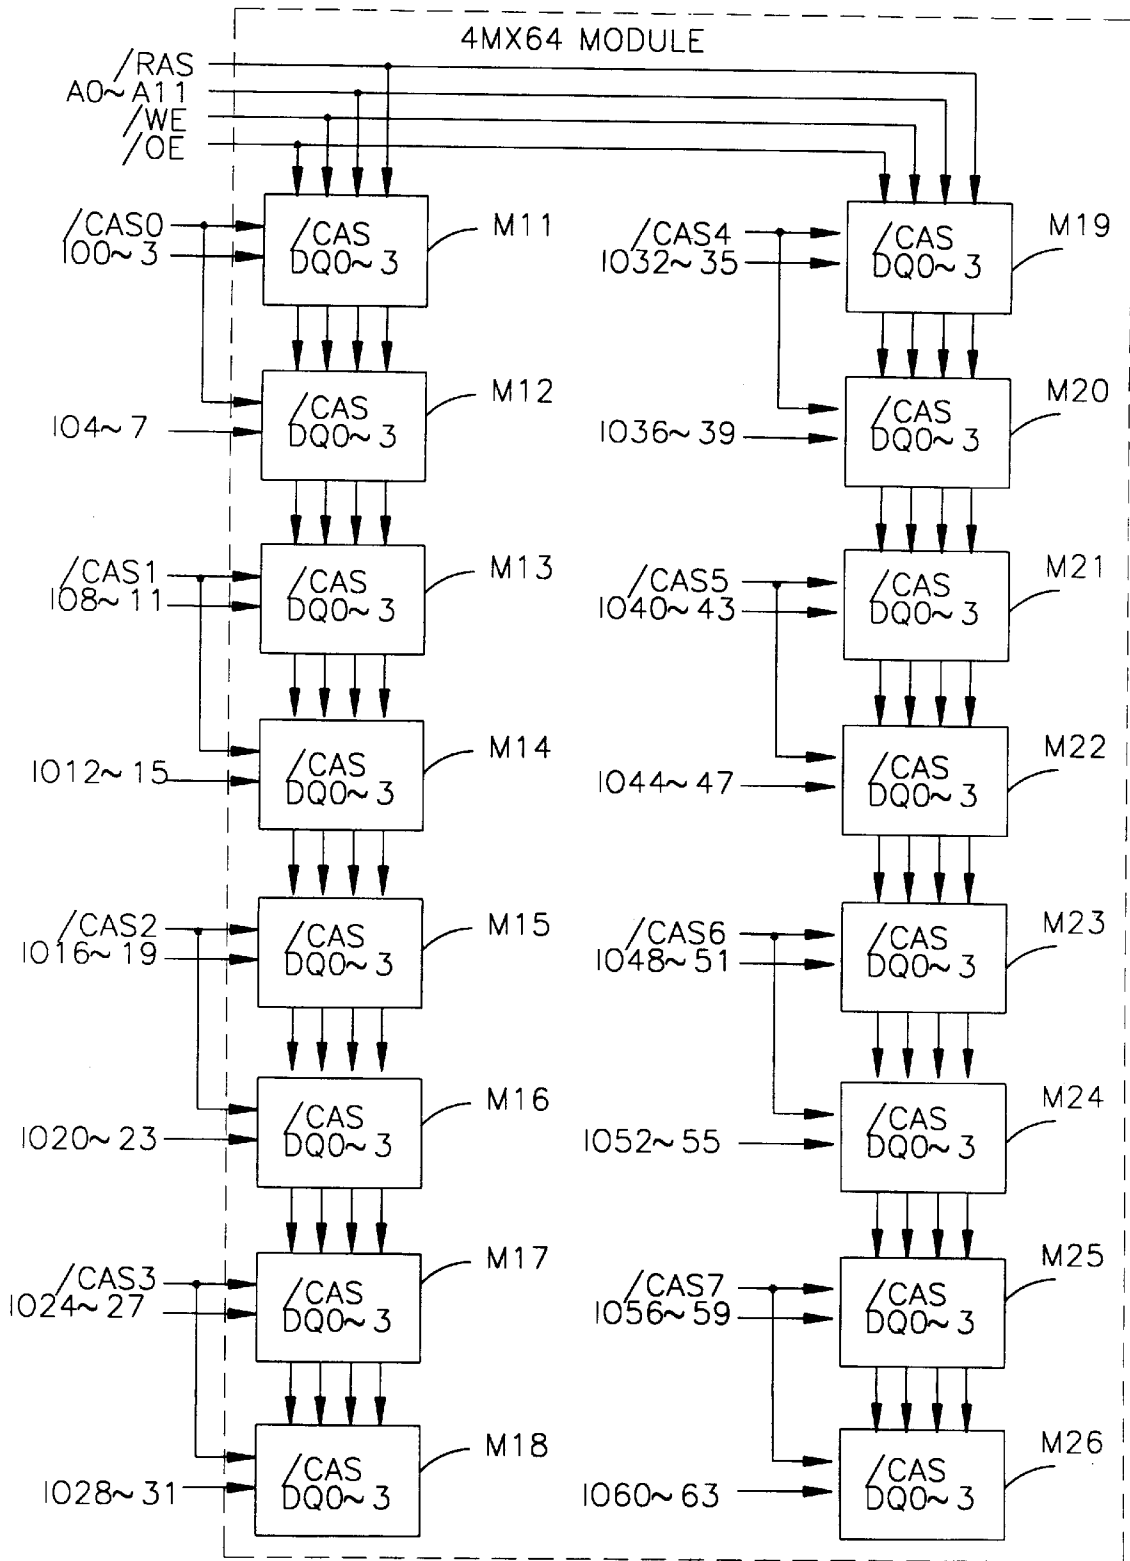 4MX64 MODULE
/RAS
A0~A11
/WE
/OE
/CAS0
IO0~3
/CAS
DQ0~3
M11
IO4~7
/CAS
DQ0~3
M12
/CAS1
IO8~11
/CAS
DQ0~3
M13
IO12~15
/CAS
DQ0~3
M14
/CAS2
IO16~19
/CAS
DQ0~3
M15
IO20~23
/CAS
DQ0~3
M16
/CAS3
IO24~27
/CAS
DQ0~3
M17
IO28~31
/CAS
DQ0~3
M18
/CAS4
IO32~35
/CAS
DQ0~3
M19
IO36~39
/CAS
DQ0~3
M20
/CAS5
IO40~43
/CAS
DQ0~3
M21
IO44~47
/CAS
DQ0~3
M22
/CAS6
IO48~51
/CAS
DQ0~3
M23
IO52~55
/CAS
DQ0~3
M24
/CAS7
IO56~59
/CAS
DQ0~3
M25
IO60~63
/CAS
DQ0~3
M26